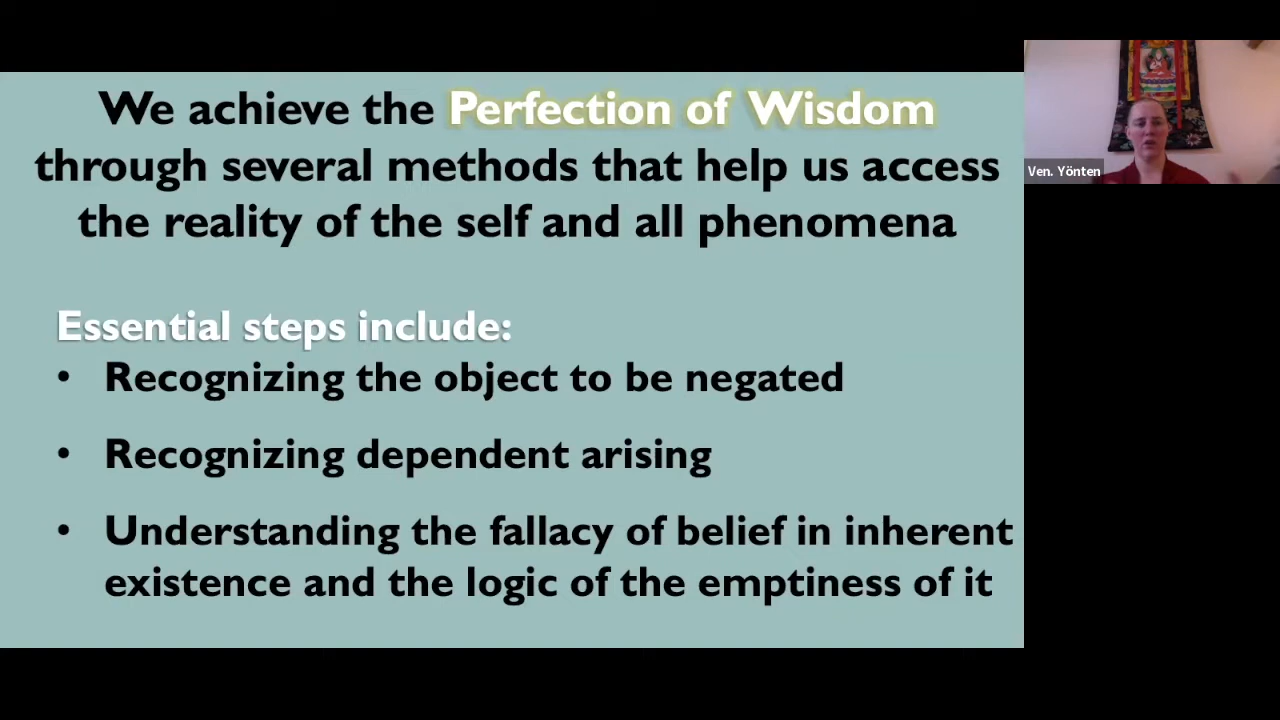 We achieve the Perfection of Wisdom
through several methods that help us access
the reality of the self and all phenomena
Essential steps include:
• Recognizing the object to be negated
• Recognizing dependent arising
• Understanding the fallacy of belief in inherent
existence and the logic of the emptiness of it
Ven. Yönten